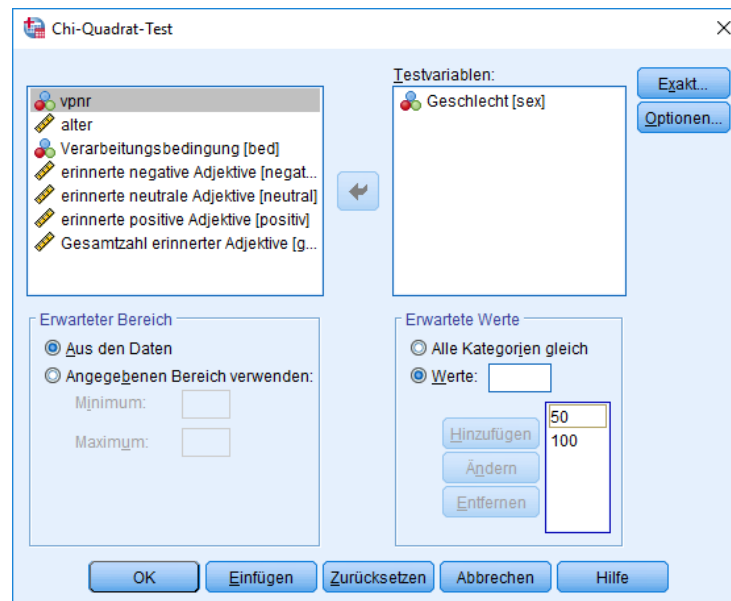 Chi-Quadrat-Test
Testvariablen:
vpnr
alter
Verarbeitungsbedingung [bed]
erinnerte negative Adjektive [negat...
erinnerte neutrale Adjektive [neutral]
erinnerte positive Adjektive [positiv]
Gesamtzahl erinnerter Adjektive [g...
Geschlecht [sex]
Exakt...
Optionen...
Erwarteter Bereich
Aus den Daten
Angegebenen Bereich verwenden:
Minimum:
Maximum:
Erwartete Werte
Alle Kategorien gleich
Werte:
Hinzufügen
Ändern
Entfernen
50
100
OK
Einfügen
Zurücksetzen
Abbrechen
Hilfe